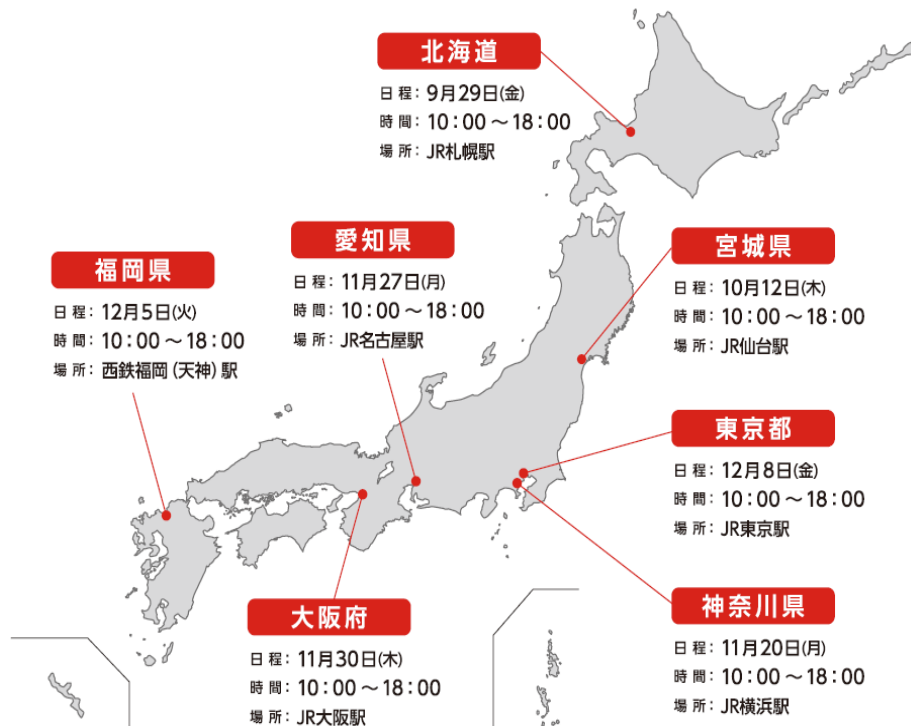 北海道
日程：9月29日(金)
時間：10：00～18：00
場所：JR札幌駅
愛知県
日程：11月27日(月)
時間：10：00～18：00
場所：JR名古屋駅
宮城県
日程：10月12日(木)
時間：10：00～18：00
場所：JR仙台駅
福岡県
日程：12月5日(火)
時間：10：00～18：00
場所：西鉄福岡(天神)駅
東京都
日程：12月8日(金)
時間：10：00～18：00
場所：JR東京駅
大阪府
日程：11月30日(木)
時間：10：00～18：00
場所：JR大阪駅
神奈川県
日程：11月20日(月)
時間：10：00～18：00
場所：JR横浜駅